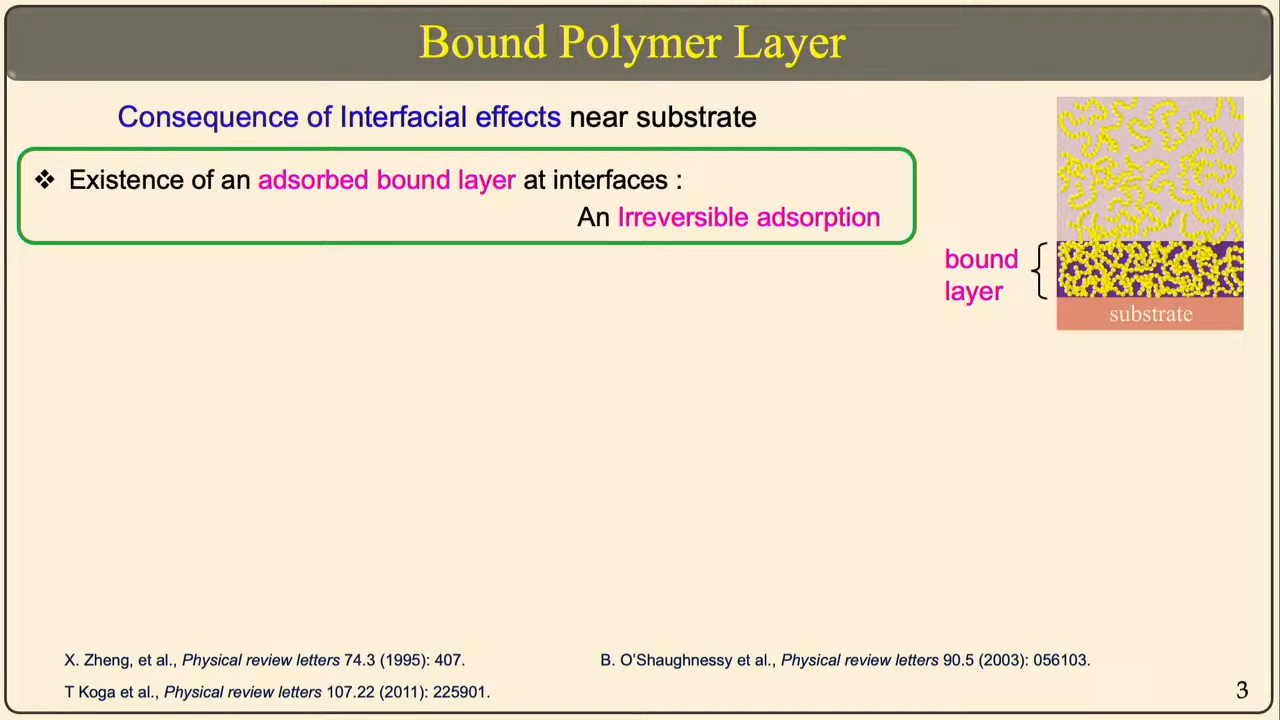 Bound Polymer Layer
Consequence of Interfacial effects near substrate
❖ Existence of an adsorbed bound layer at interfaces :
An Irreversible adsorption
bound
layer
substrate
X. Zheng, et al., Physical review letters 74.3 (1995): 407.
B. O’Shaughnessy et al., Physical review letters 90.5 (2003): 056103.
T Koga et al., Physical review letters 107.22 (2011): 225901.
3